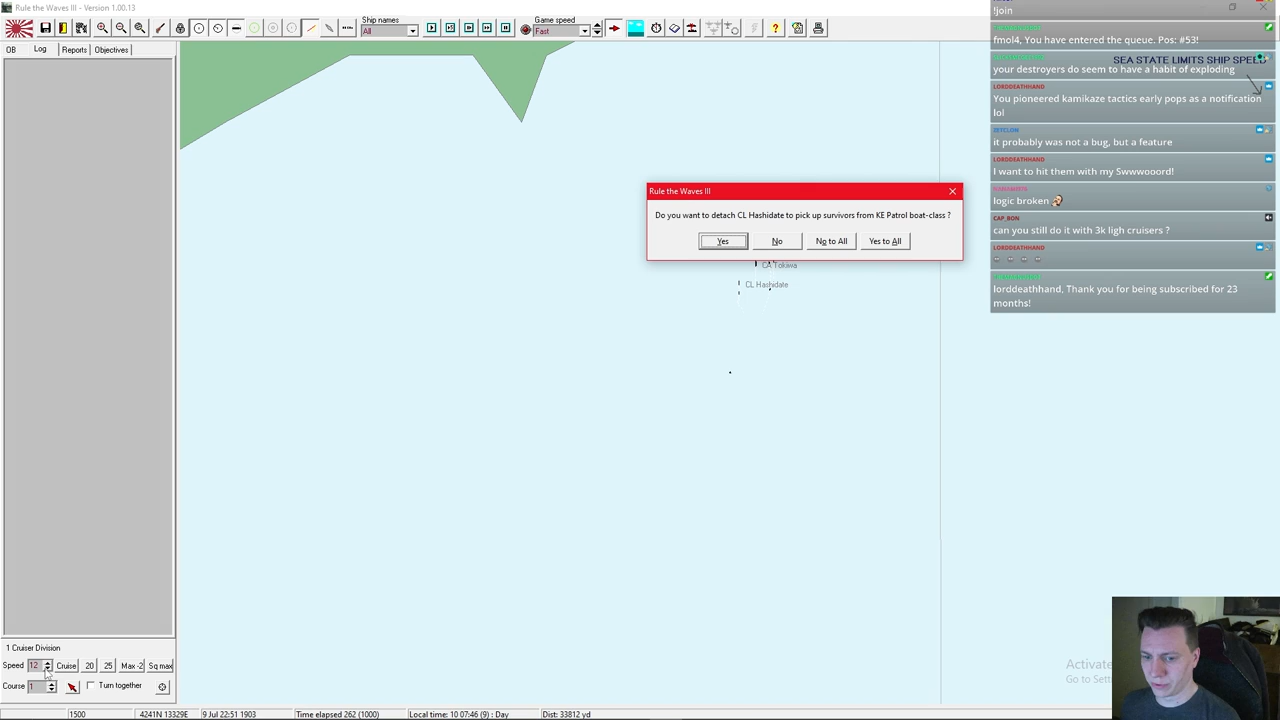 Rule the Waves III - Version 1.00.13
Ship names
All
Game speed
Fast
OB
Log
Reports
Objectives
!join
fmol4, You have entered the queue. Pos: #53!
SEA STATE LIMITS SHIP SPEED
your destroyers do seem to have a habit of exploding
LORDDEATHHAND
You pioneered kamikaze tactics early pops as a notification
lol
it probably was not a bug, but a feature
LORDDEATHHAND
I want to hit them with my Swwwooord!
logic broken
CAP_BON
can you still do it with 3k ligh cruisers ?
LORDDEATHHAND
lorddeathhand, Thank you for being subscribed for 23
months!
Rule the Waves III
Do you want to detach CL Hashidate to pick up survivors from KE Patrol boat-class ?
Yes
No
No to All
Yes to All
CA Tokiwa
CL Hashidate
1 Cruiser Division
Speed
12
Cruise
20
25
Max -2
Sq max
Course
1
Turn together
Activate
Go to Sett
1500
4241N 13329E
9 Jul 22:51 1903
Time elapsed 262 (1000)
Local time: 10 07:46 (9) : Day
Dist: 33812 yd